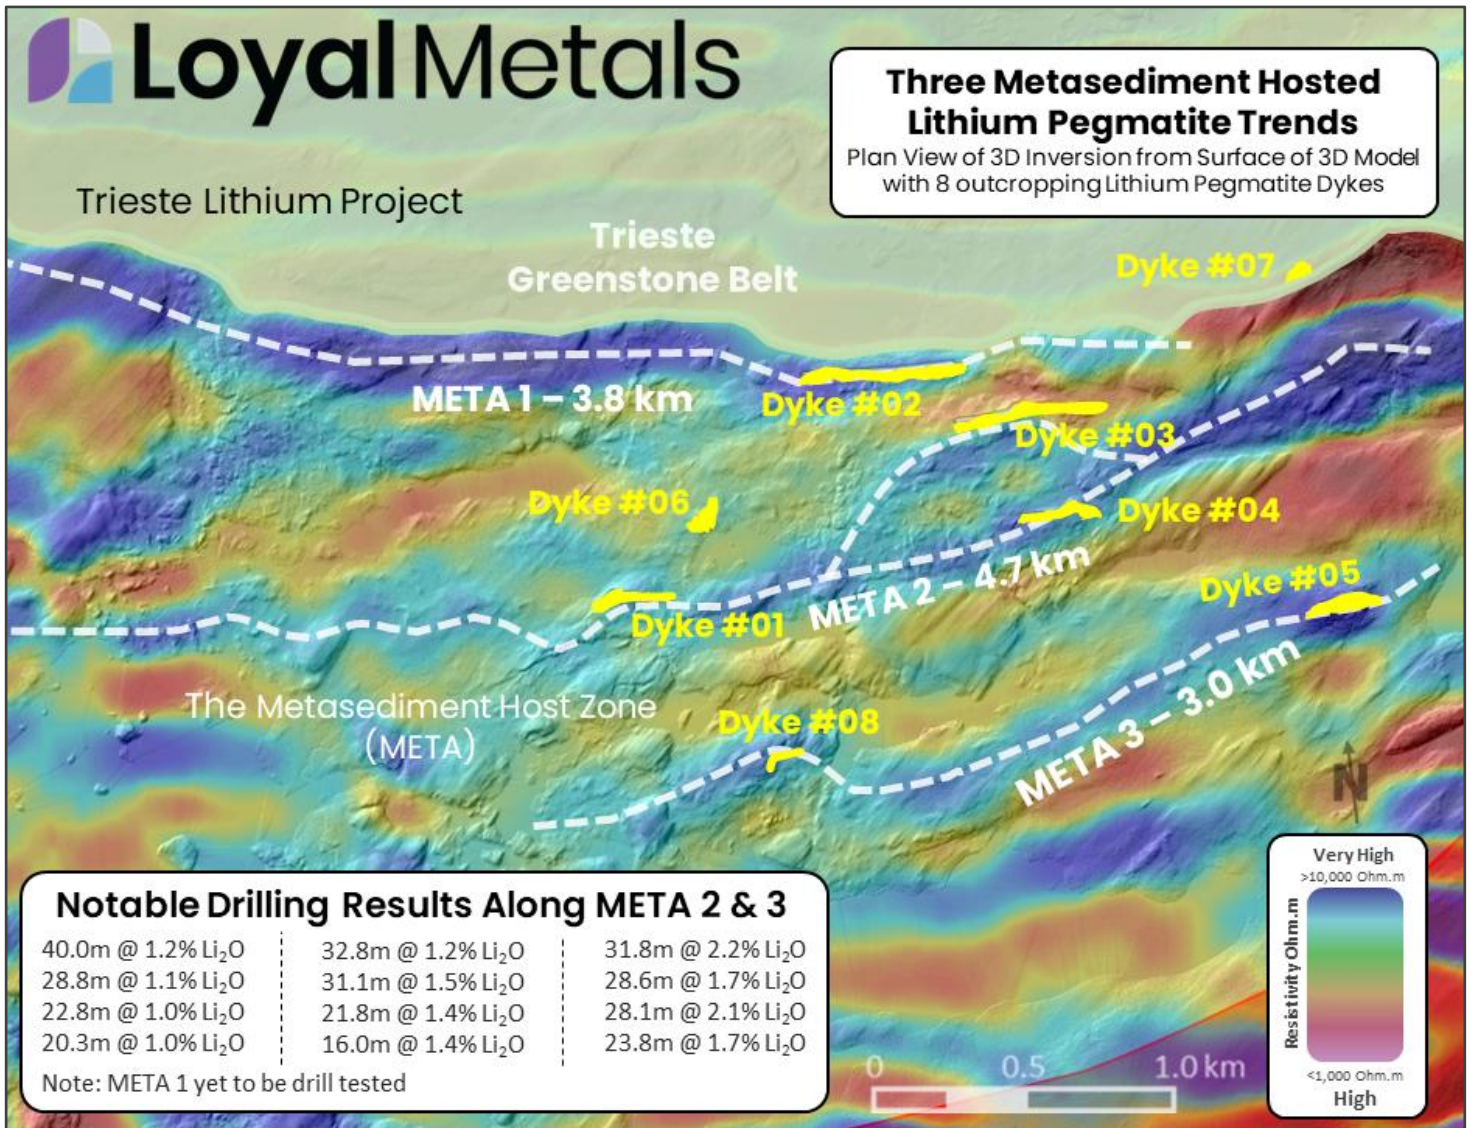 Loyal Metals
Three Metasediment Hosted
Lithium Pegmatite Trends
Plan View of 3D Inversion from Surface of 3D Model
with 8 outcropping Lithium Pegmatite Dykes
Trieste Lithium Project
Trieste
Greenstone Belt
Dyke #07
META 1 – 3.8 km
Dyke #02
Dyke #03
Dyke #06
Dyke #04
META 2 – 4.7 km
Dyke #05
Dyke #01
META 3 – 3.0 km
The Metasediment Host Zone
(META)
Dyke #08
N
Notable Drilling Results Along META 2 & 3
40.0m @ 1.2% Li₂O
28.8m @ 1.1% Li₂O
22.8m @ 1.0% Li₂O
20.3m @ 1.0% Li₂O
32.8m @ 1.2% Li₂O
31.1m @ 1.5% Li₂O
21.8m @ 1.4% Li₂O
16.0m @ 1.4% Li₂O
31.8m @ 2.2% Li₂O
28.6m @ 1.7% Li₂O
28.1m @ 2.1% Li₂O
23.8m @ 1.7% Li₂O
Note: META 1 yet to be drill tested
0 0.5 1.0 km
Very High
>10,000 Ohm.m
Resistivity Ohm.m
<1,000 Ohm.m
High